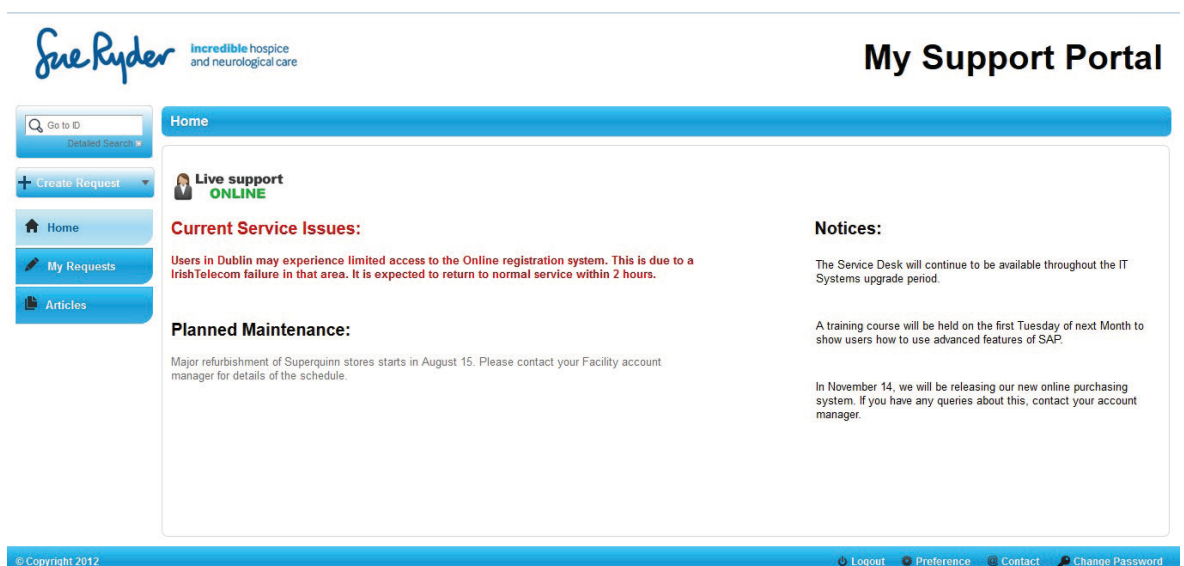 Sue Ryder
incredible hospice
and neurological care
My Support Portal
Go to ID
Detailed Search
Create Request
Home
My Requests
Articles
Home
Live support
ONLINE
Current Service Issues:
Users in Dublin may experience limited access to the Online registration system. This is due to a
IrishTelecom failure in that area. It is expected to return to normal service within 2 hours.
Planned Maintenance:
Major refurbishment of Superquinn stores starts in August 15. Please contact your Facility account
manager for details of the schedule.
Notices:
The Service Desk will continue to be available throughout the IT
Systems upgrade period.
A training course will be held on the first Tuesday of next Month to
show users how to use advanced features of SAP.
In November 14, we will be releasing our new online purchasing
system. If you have any queries about this, contact your account
manager.
© Copyright 2012
Logout
Preference
Contact
Change Password